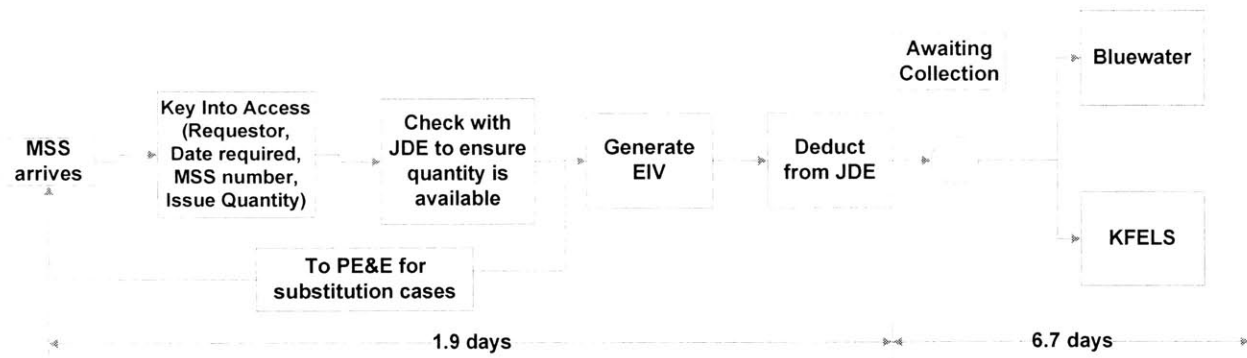 MSS
arrives
Key Into Access
(Requestor,
Date required,
MSS number,
Issue Quantity)
Check with
JDE to ensure
quantity is
available
Generate
EIV
Deduct
from JDE
Awaiting
Collection
Bluewater
KFELS
To PE&E for
substitution cases
1.9 days
6.7 days